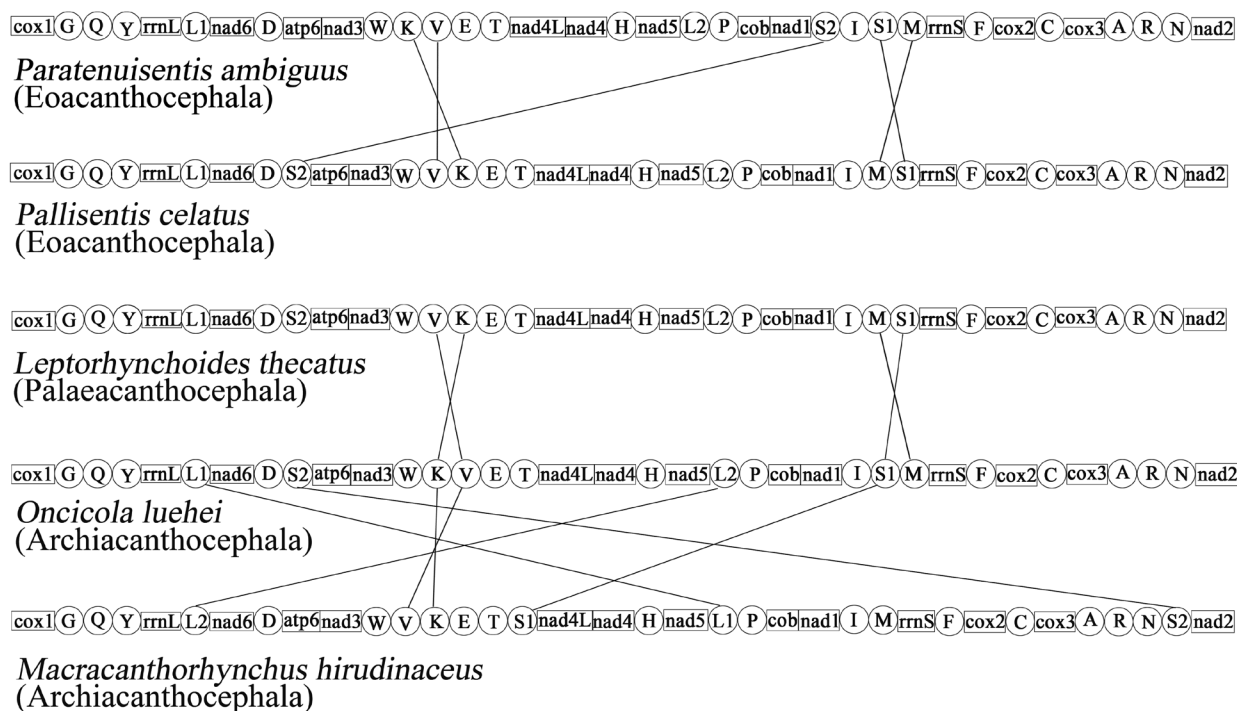 cox1 G Q Y rrnL L1 nad6 D atp6 nad3 W K V E T nad4L nad4 H nad5 L2 P cob nad1 S2 I S1 M rrnS F cox2 C cox3 A R N nad2
Paratenuisentis ambiguus
(Eoacanthocephala)
cox1 G Q Y rrnL L1 nad6 D S2 atp6 nad3 W V K E T nad4L nad4 H nad5 L2 P cob nad1 I M S1 rrnS F cox2 C cox3 A R N nad2
Pallisentis celatus
(Eoacanthocephala)
cox1 G Q Y rrnL L1 nad6 D S2 atp6 nad3 W V K E T nad4L nad4 H nad5 L2 P cob nad1 I M S1 rrnS F cox2 C cox3 A R N nad2
Leptorhynchoides thecatus
(Palaeacanthocephala)
cox1 G Q Y rrnL L1 nad6 D S2 atp6 nad3 W K V E T nad4L nad4 H nad5 L2 P cob nad1 I S1 M rrnS F cox2 C cox3 A R N nad2
Oncicola luehei
(Archiacanthocephala)
cox1 G Q Y rrnL L2 nad6 D atp6 nad3 W V K E T S1 nad4L nad4 H nad5 L1 P cob nad1 I M rrnS F cox2 C cox3 A R N S2 nad2
Macracanthorhynchus hirudinaceus
(Archiacanthocephala)